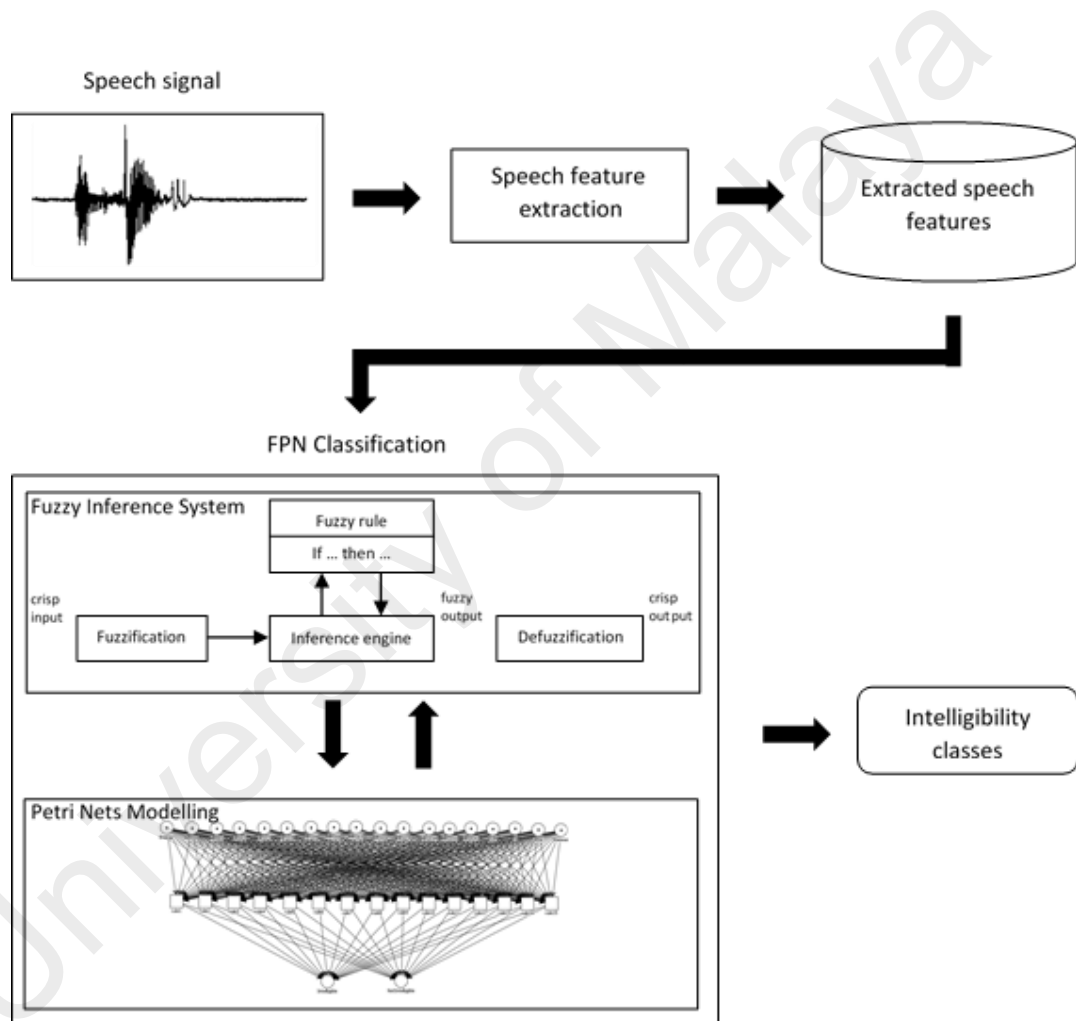 Speech signal
Speech feature
extraction
Extracted speech
features
FPN Classification
Fuzzy Inference System
Fuzzy rule
If ... then ...
crisp
input
fuzzy
output
crisp
output
Fuzzification
Inference engine
Defuzzification
Intelligibility
classes
Petri Nets Modelling
University of Malaya